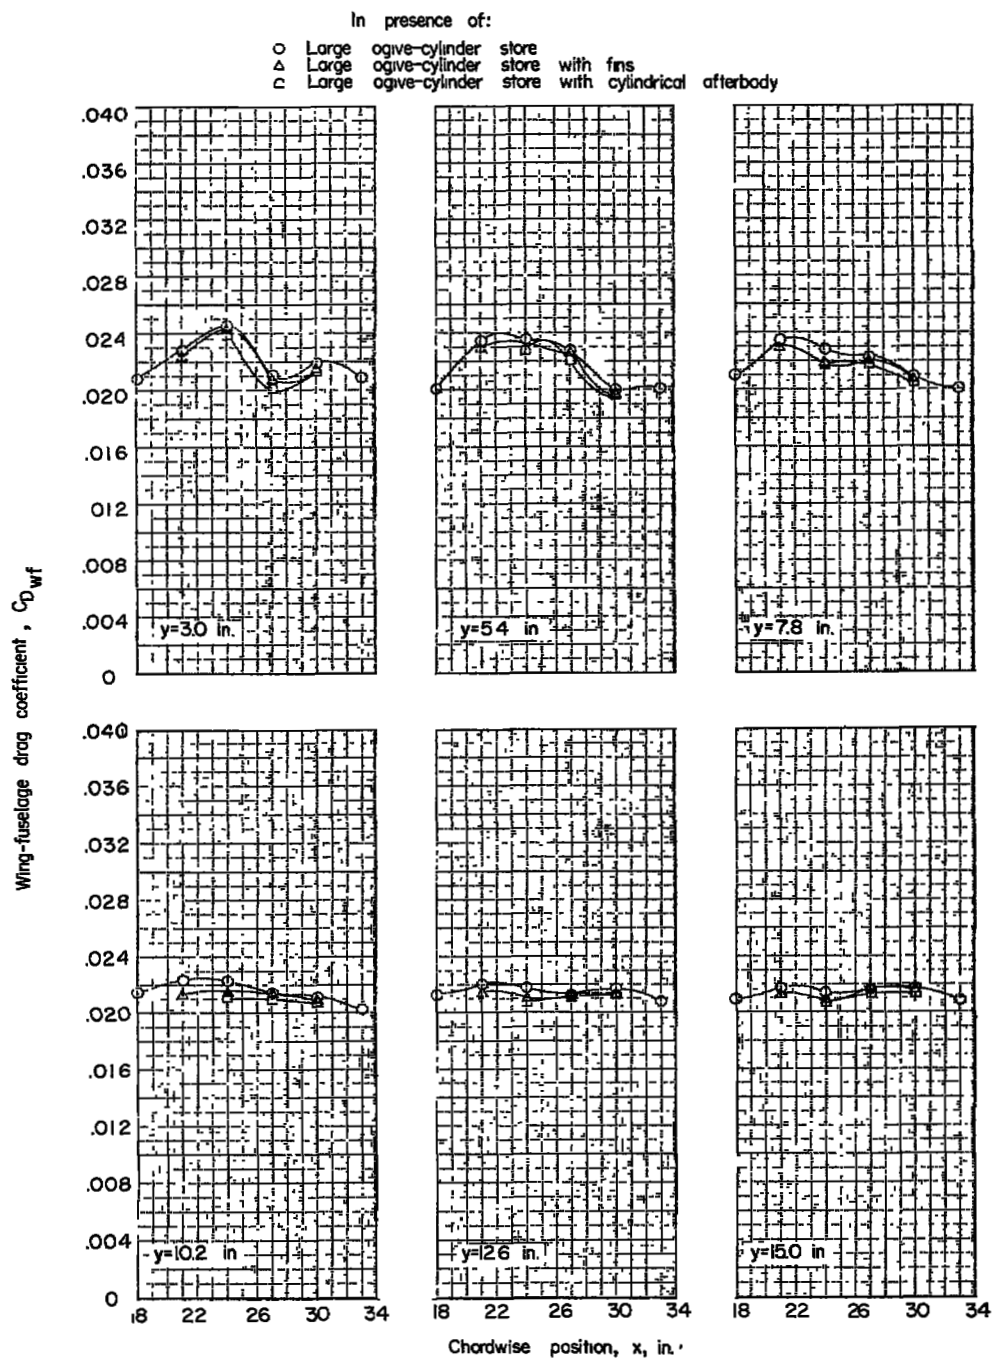 In presence of:
Large ogive-cylinder store
Large ogive-cylinder store with fins
Large ogive-cylinder store with cylindrical afterbody
.040
.036
.032
.028
.024
.020
.016
012
.008
.004
0
y=3.0 in.
y=5.4 in
y=7.8 in.
Wing-fuselage drag coefficient, CDwf
.040
.036
.032
.028
.024
.020
.016
.012
.008
.004
0
y=10.2 in
y=12.6 in.
y=15.0 in
18 22 26 30 34
18 22 26 30 34
18 22 26 30 34
Chordwise position, x, in.